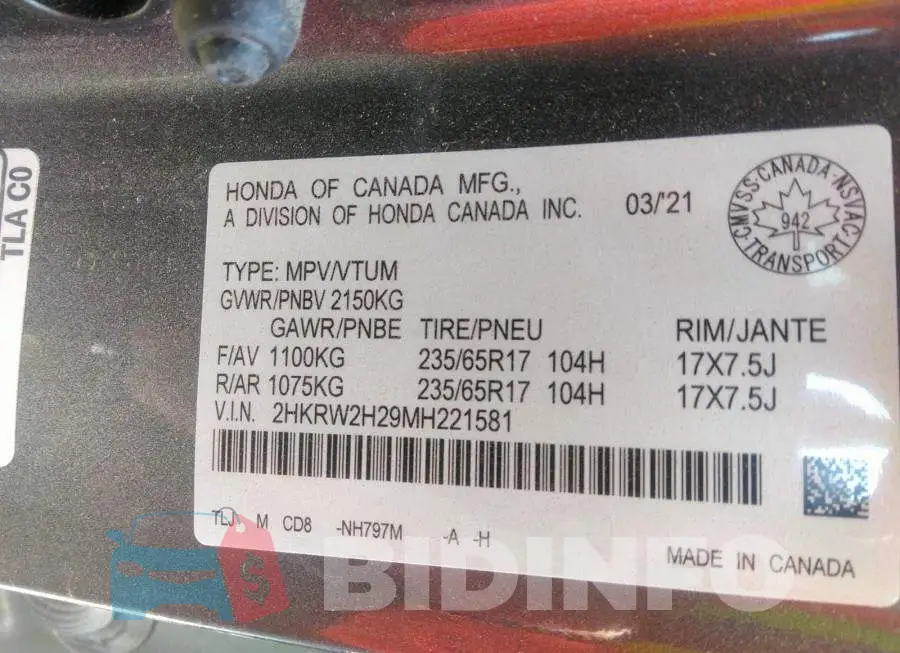 TLA C0
HONDA OF CANADA MFG.,
A DIVISION OF HONDA CANADA INC. 03/'21
CMVSS·CANADA·NSVAC·TRANSPORT·
942
TYPE: MPV/VTUM
GVWR/PNBV 2150KG
GAWR/PNBE TIRE/PNEU RIM/JANTE
F/AV 1100KG 235/65R17 104H 17X7.5J
R/AR 1075KG 235/65R17 104H 17X7.5J
V.I.N. 2HKRW2H29MH221581
TLJ M CD8 -NH797M -A -H
MADE IN CANADA
BIDINFO